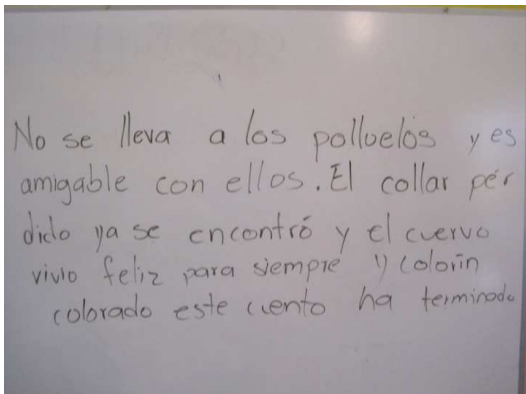 No se lleva a los polluelos y es
amigable con ellos. El collar pér
dido ya se encontró y el cuervo
vivio feliz para siempre y colorín
colorado este cuento ha terminado